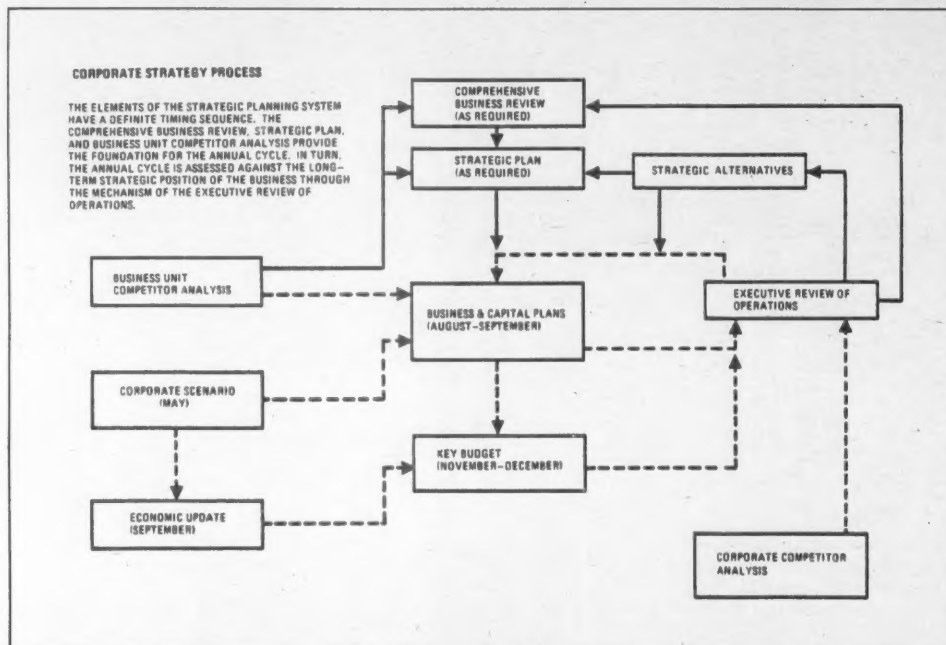 CORPORATE STRATEGY PROCESS
THE ELEMENTS OF THE STRATEGIC PLANNING SYSTEM
HAVE A DEFINITE TIMING SEQUENCE. THE
COMPREHENSIVE BUSINESS REVIEW, STRATEGIC PLAN,
AND BUSINESS UNIT COMPETITOR ANALYSIS PROVIDE
THE FOUNDATION FOR THE ANNUAL CYCLE. IN TURN,
THE ANNUAL CYCLE IS ASSESSED AGAINST THE LONG-
TERM STRATEGIC POSITION OF THE BUSINESS THROUGH
THE MECHANISM OF THE EXECUTIVE REVIEW OF
OPERATIONS.
COMPREHENSIVE
BUSINESS REVIEW
(AS REQUIRED)
STRATEGIC PLAN
(AS REQUIRED)
STRATEGIC ALTERNATIVES
BUSINESS UNIT
COMPETITOR ANALYSIS
BUSINESS & CAPITAL PLANS
(AUGUST–SEPTEMBER)
EXECUTIVE REVIEW OF
OPERATIONS
CORPORATE SCENARIO
(MAY)
KEY BUDGET
(NOVEMBER–DECEMBER)
ECONOMIC UPDATE
(SEPTEMBER)
CORPORATE COMPETITOR
ANALYSIS